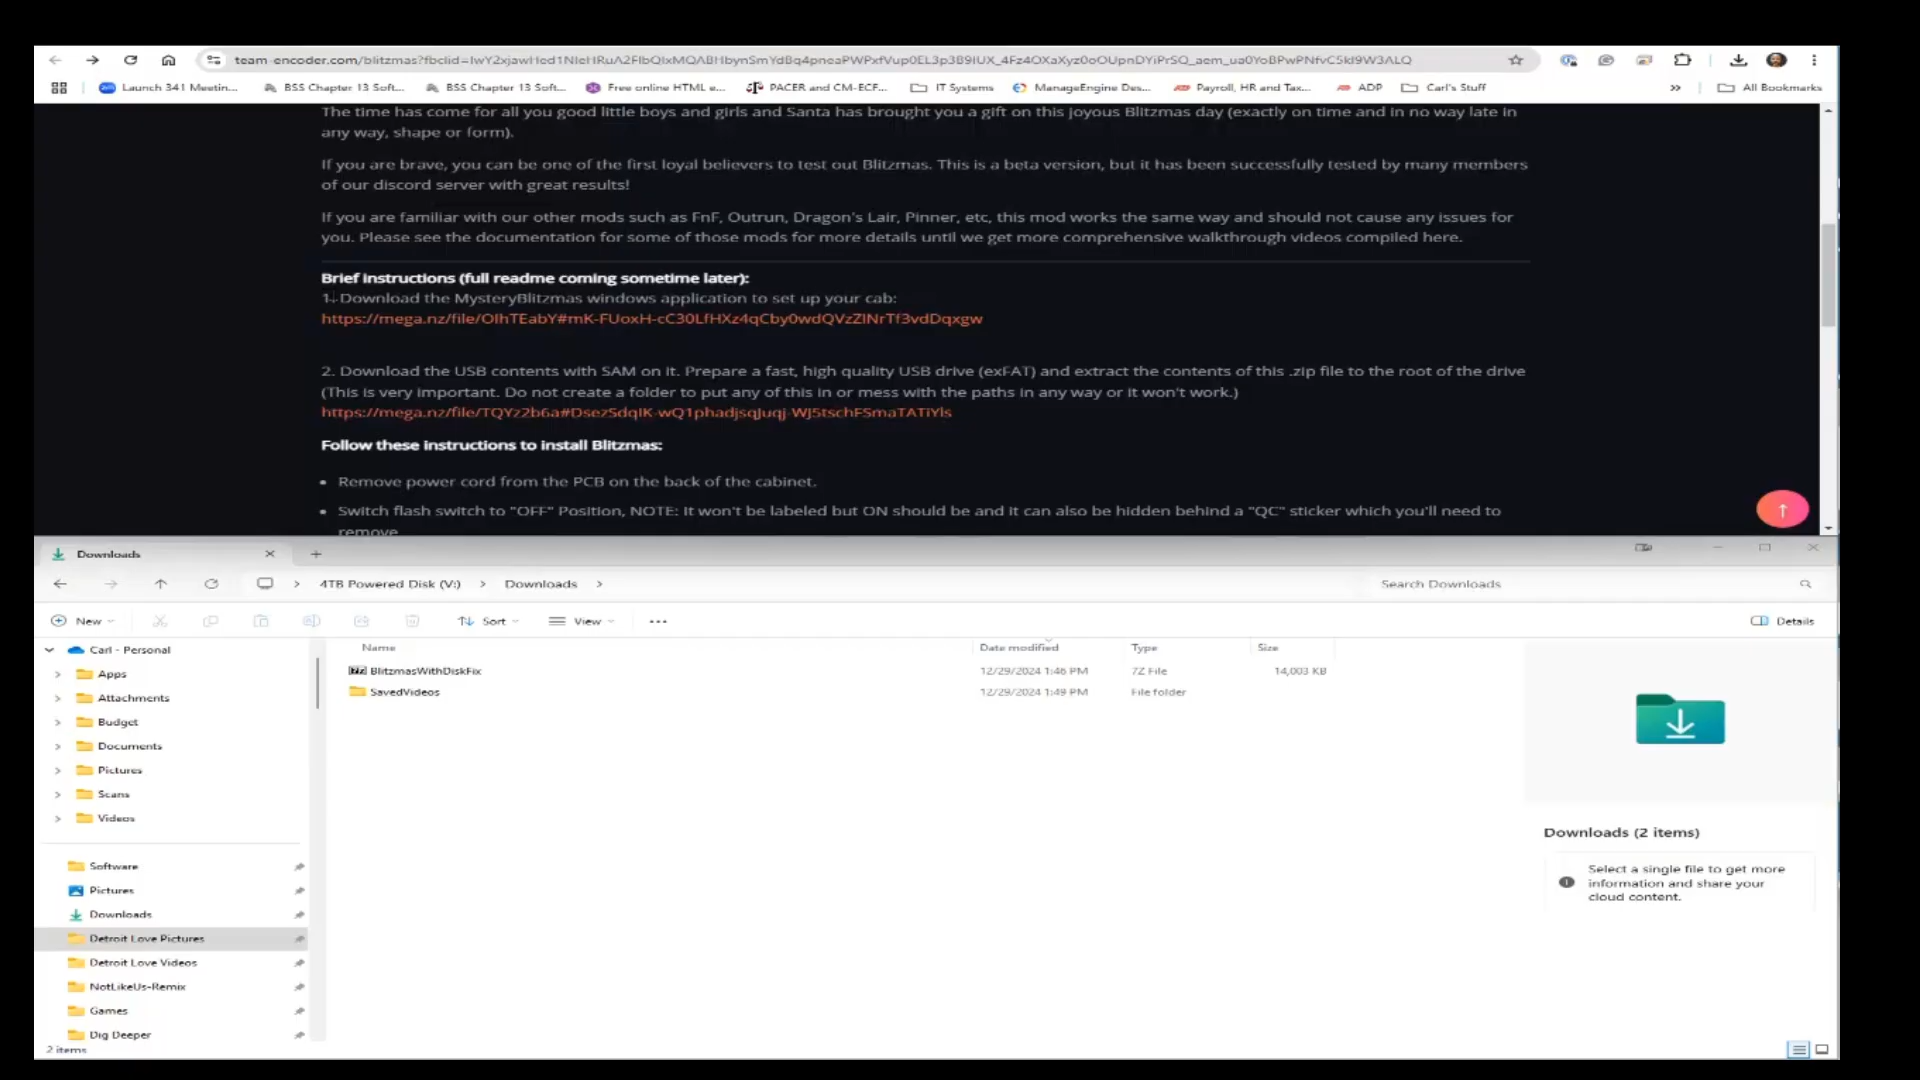 team-encoder.com/blitzmas?fbclid=
Launch 341 Meetin... BSS Chapter 13 Soft... BSS Chapter 13 Soft... Free online HTML e... PACER and CM-ECF... IT Systems ManageEngine Des... Payroll, HR and Tax... ADP Carl's Stuff » All Bookmarks
The time has come for all you good little boys and girls and Santa has brought you a gift on this joyous Blitzmas day (exactly on time and in no way late in
any way, shape or form).
If you are brave, you can be one of the first loyal believers to test out Blitzmas. This is a beta version, but it has been successfully tested by many members
of our discord server with great results!
If you are familiar with our other mods such as FnF, Outrun, Dragon's Lair, Pinner, etc, this mod works the same way and should not cause any issues for
you. Please see the documentation for some of those mods for more details until we get more comprehensive walkthrough videos compiled here.
Brief instructions (full readme coming sometime later):
1. Download the MysteryBlitzmas windows application to set up your cab:
https://mega.nz/file/
2. Download the USB contents with SAM on it. Prepare a fast, high quality USB drive (exFAT) and extract the contents of this .zip file to the root of the drive
(This is very important. Do not create a folder to put any of this in or mess with the paths in any way or it won't work.)
https://mega.nz/file/
Follow these instructions to install Blitzmas:
• Remove power cord from the PCB on the back of the cabinet.
• Switch flash switch to "OFF" Position, NOTE: It won't be labeled but ON should be and it can also be hidden behind a "QC" sticker which you'll need to
remove
Downloads
4TB Powered Disk (V:) > Downloads > Search Downloads
New Sort View ... Details
Carl - Personal
Apps
Attachments
Budget
Documents
Pictures
Scans
Videos
Software
Pictures
Downloads
Detroit Love Pictures
Detroit Love Videos
NotLikeUs-Remix
Games
Dig Deeper
2 items
Name Date modified Type Size
BlitzmasWithDiskFix 12/29/2024 1:46 PM 7Z File 14,003 KB
SavedVideos 12/29/2024 1:49 PM File folder
Downloads (2 items)
Select a single file to get more
information and share your
cloud content.